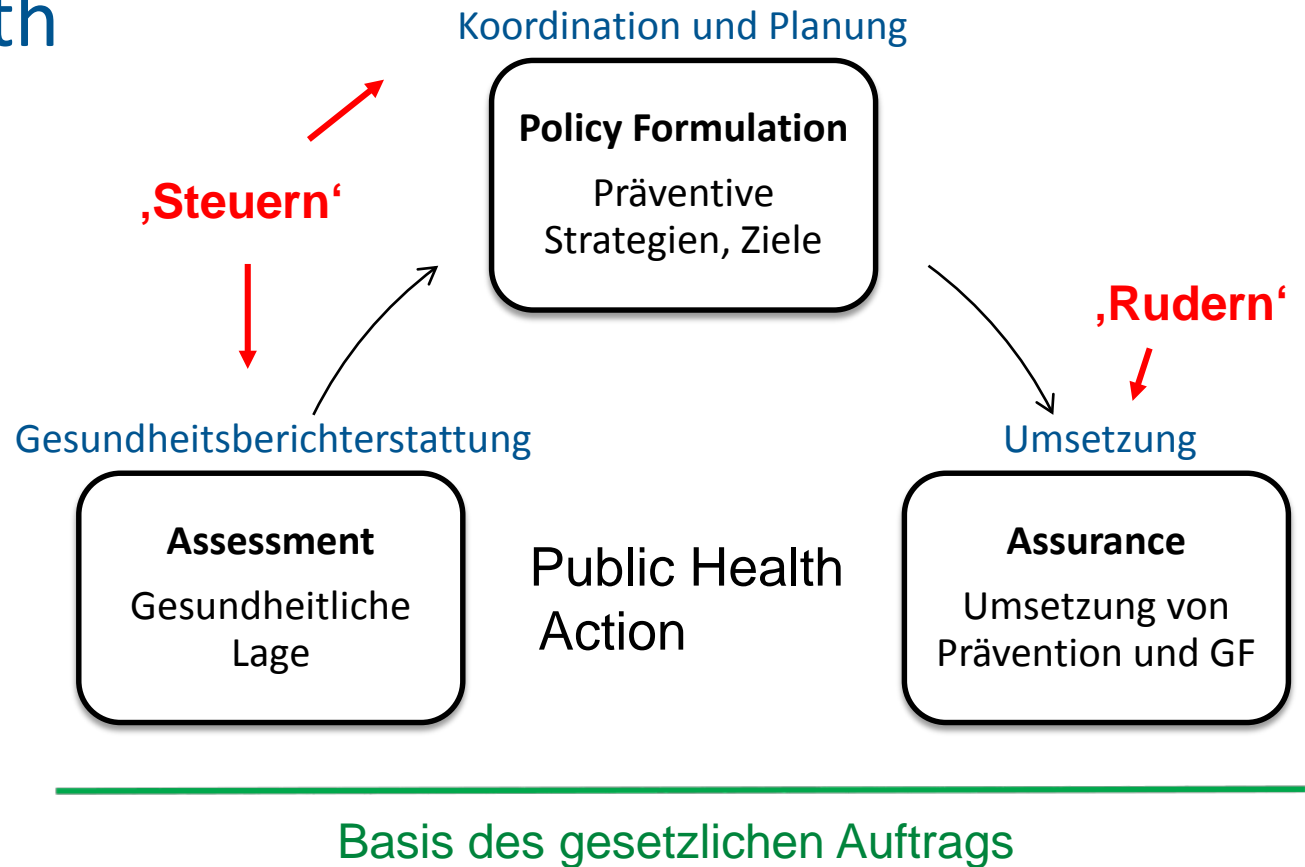 th
Koordination und Planung
Policy Formulation
Präventive
Strategien, Ziele
‚Steuern‘
‚Rudern‘
Gesundheitsberichterstattung
Umsetzung
Assessment
Gesundheitliche
Lage
Public Health
Action
Assurance
Umsetzung von
Prävention und GF
Basis des gesetzlichen Auftrags